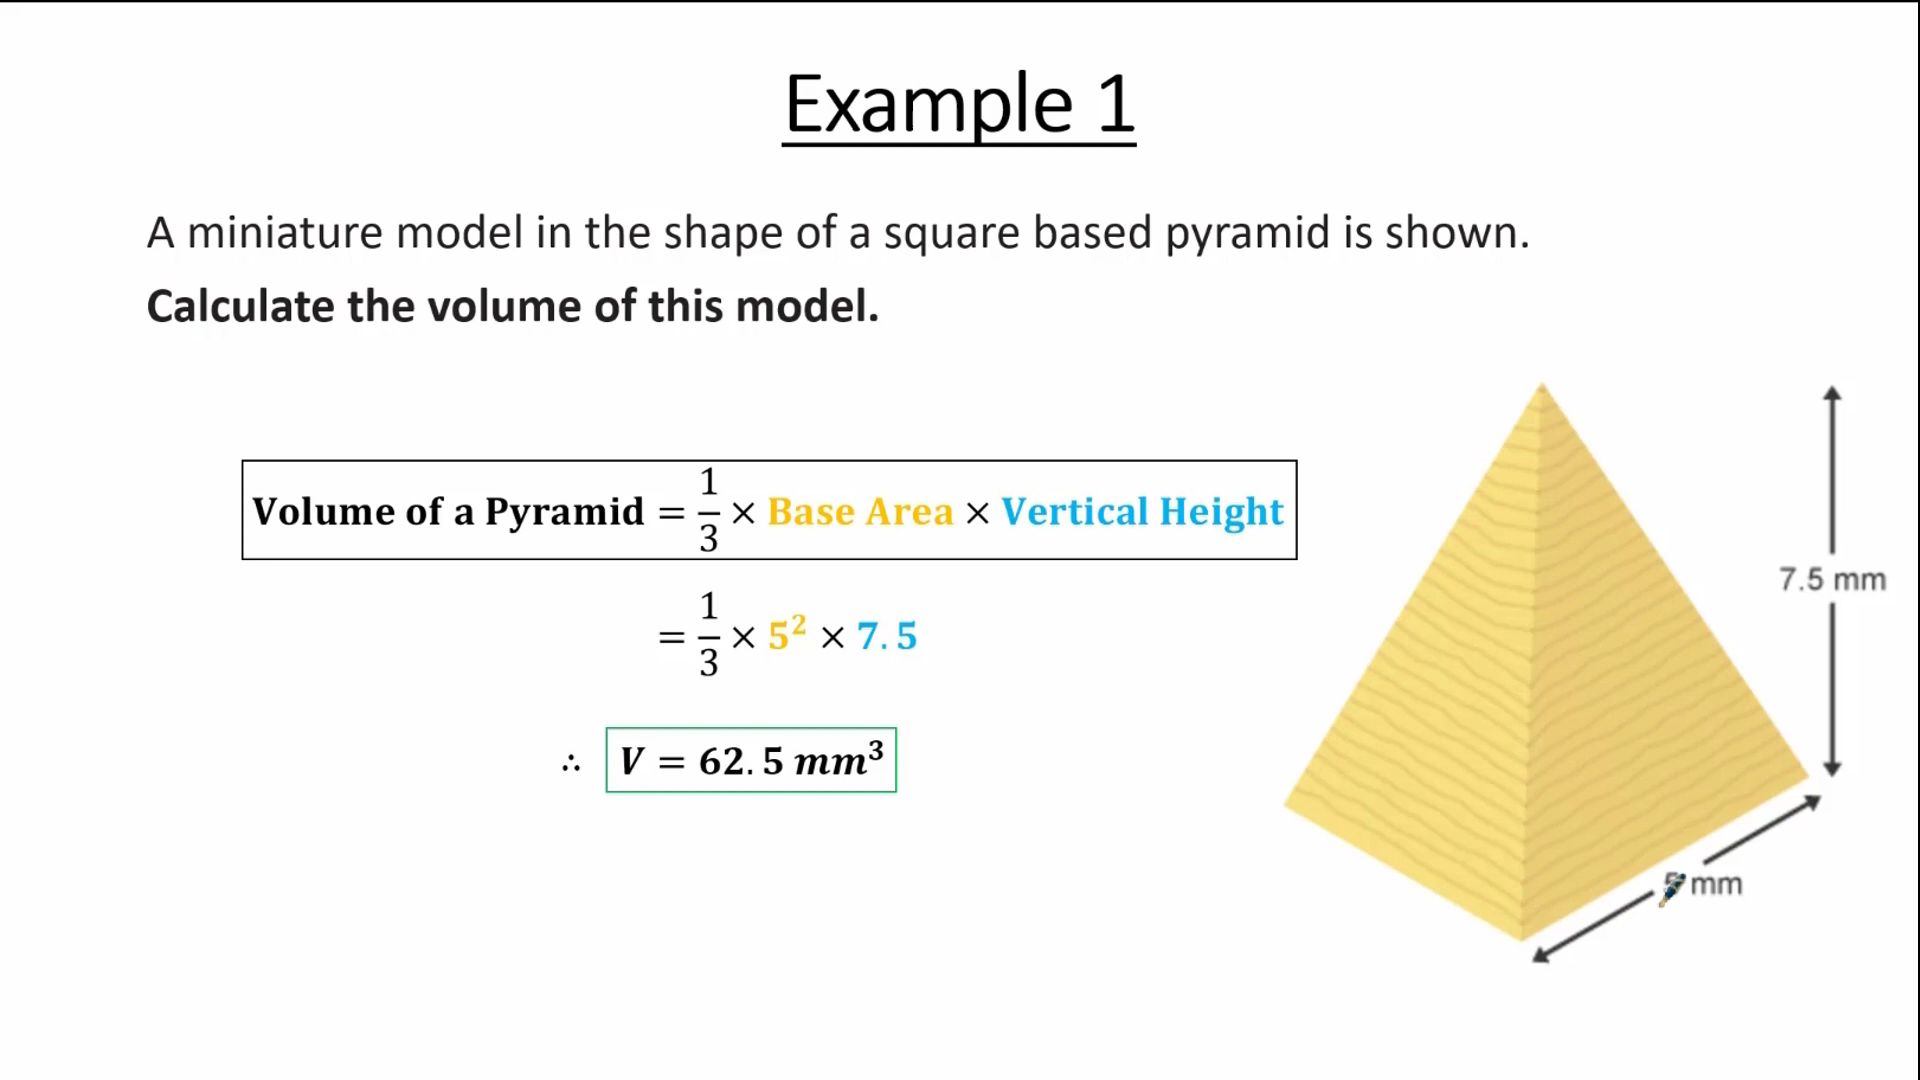 Example 1
A miniature model in the shape of a square based pyramid is shown.
Calculate the volume of this model.
Volume of a Pyramid = 1/3 × Base Area × Vertical Height
= 1/3 × 5² × 7.5
∴ V = 62.5 mm³
7.5 mm
5 mm